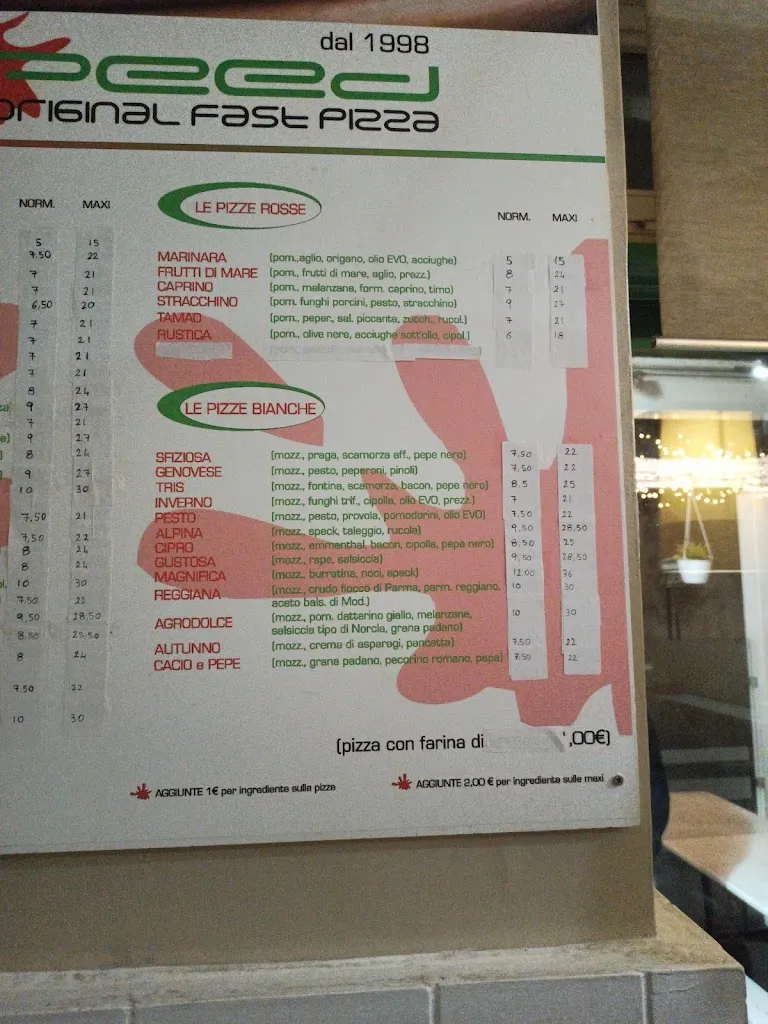 dal 1998
peed
ORIGINAL FAST PIZZA
NORM. MAXI
5 15
7.50 22
7 21
7 21
6,50 20
7 21
7 21
7 21
7 21
8 24
9 27
7 21
9 27
8 24
9 27
10 30
7,50 21
7,50 22
8 24
8 24
10 30
7.50 22
9,50 28,50
8.50 25,50
8 24
7.50 22
10 30
LE PIZZE ROSSE
NORM. MAXI
MARINARA (pom.,aglio, origano, olio EVO, acciughe) 5 15
FRUTTI DI MARE (pom., frutti di mare, aglio, prezz.) 8 24
CAPRINO (pom., melanzane, form. caprino, timo) 7 21
STRACCHINO (pom. funghi porcini, pesto, stracchino) 9 27
TAMAD (pom., peper., sal. piccante, zucch., rucol.) 7 21
RUSTICA (pom., olive nere, acciughe sott'olio, cipol.) 6 18
LE PIZZE BIANCHE
SFIZIOSA (mozz., praga, scamorza aff., pepe nero) 7,50 22
GENOVESE (mozz., pesto, peperoni, pinoli) 7,50 22
TRIS (mozz., fontina, scamorza, bacon, pepe nero) 8.5 25
INVERNO (mozz., funghi trif., cipolla, olio EVO, prezz.) 7 21
PESTO (mozz., pesto, provola, pomodorini, olio EVO) 7,50 22
ALPINA (mozz., speck, taleggio, rucola) 9,50 28,50
CIPRO (mozz., emmenthal, bacon, cipolla, pepe nero) 8,50 25
GUSTOSA (mozz., rape, salsiccia) 9,50 28,50
MAGNIFICA (mozz., burratina, noci, speck) 12.00 36
REGGIANA (mozz., crudo fiocco di Parma, parm. reggiano, 10 30
aceto bals. di Mod.)
AGRODOLCE (mozz., pom. datterino giallo, melanzane, 10 30
salsiccia tipo di Norcia, grana padano)
AUTUNNO (mozz., crema di asparagi, pancetta) 7,50 22
CACIO e PEPE (mozz., grana padano, pecorino romano, pepe) 7.50 22
(pizza con farina di ,00€)
AGGIUNTE 1€ per ingrediente sulle pizze
AGGIUNTE 2,00 € per ingrediente sulle maxi